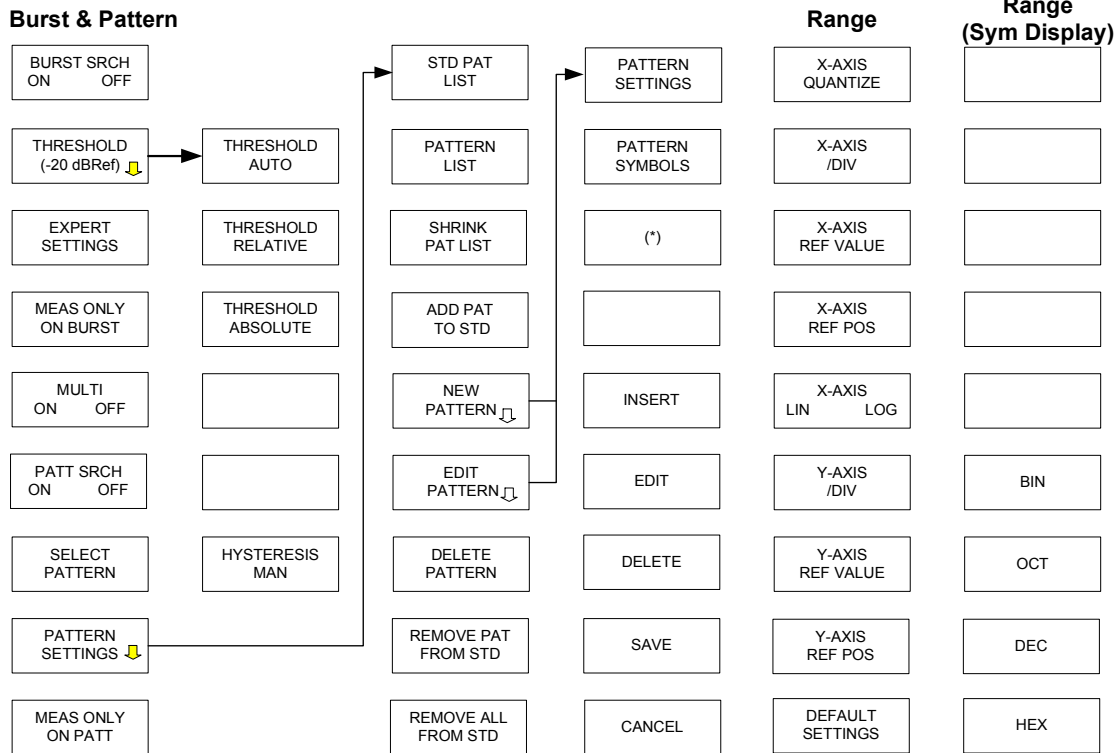 Burst & Pattern
BURST SRCH
ON OFF
THRESHOLD
(-20 dBRef)
EXPERT
SETTINGS
MEAS ONLY
ON BURST
MULTI
ON OFF
PATT SRCH
ON OFF
SELECT
PATTERN
PATTERN
SETTINGS
MEAS ONLY
ON PATT
THRESHOLD
AUTO
THRESHOLD
RELATIVE
THRESHOLD
ABSOLUTE
HYSTERESIS
MAN
STD PAT
LIST
PATTERN
LIST
SHRINK
PAT LIST
ADD PAT
TO STD
NEW
PATTERN
EDIT
PATTERN
DELETE
PATTERN
REMOVE PAT
FROM STD
REMOVE ALL
FROM STD
PATTERN
SETTINGS
PATTERN
SYMBOLS
(*)
INSERT
EDIT
DELETE
SAVE
CANCEL
Range
X-AXIS
QUANTIZE
X-AXIS
/DIV
X-AXIS
REF VALUE
X-AXIS
REF POS
X-AXIS
LIN LOG
Y-AXIS
/DIV
Y-AXIS
REF VALUE
Y-AXIS
REF POS
DEFAULT
SETTINGS
Range
(Sym Display)
BIN
OCT
DEC
HEX